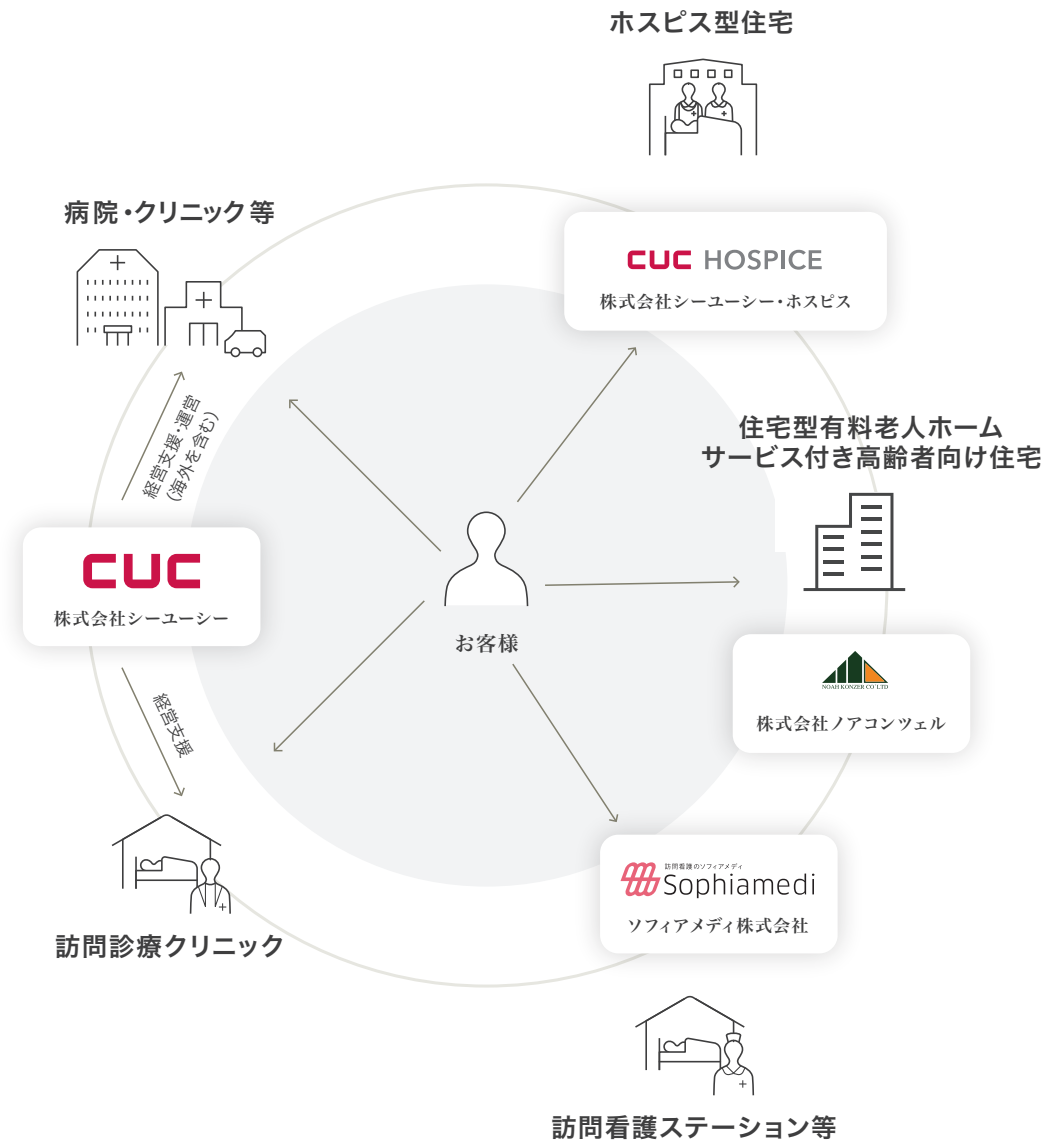 ホスピス型住宅
病院・クリニック等
CUC HOSPICE
株式会社シーユーシー・ホスピス
経営支援・運営
(海外を含む)
住宅型有料老人ホーム
サービス付き高齢者向け住宅
CUC
株式会社シーユーシー
お客様
NOAH KONZER CO LTD
株式会社ノアコンツェル
経営支援
訪問看護のソフィアメディ
Sophiamedi
ソフィアメディ株式会社
訪問診療クリニック
訪問看護ステーション等